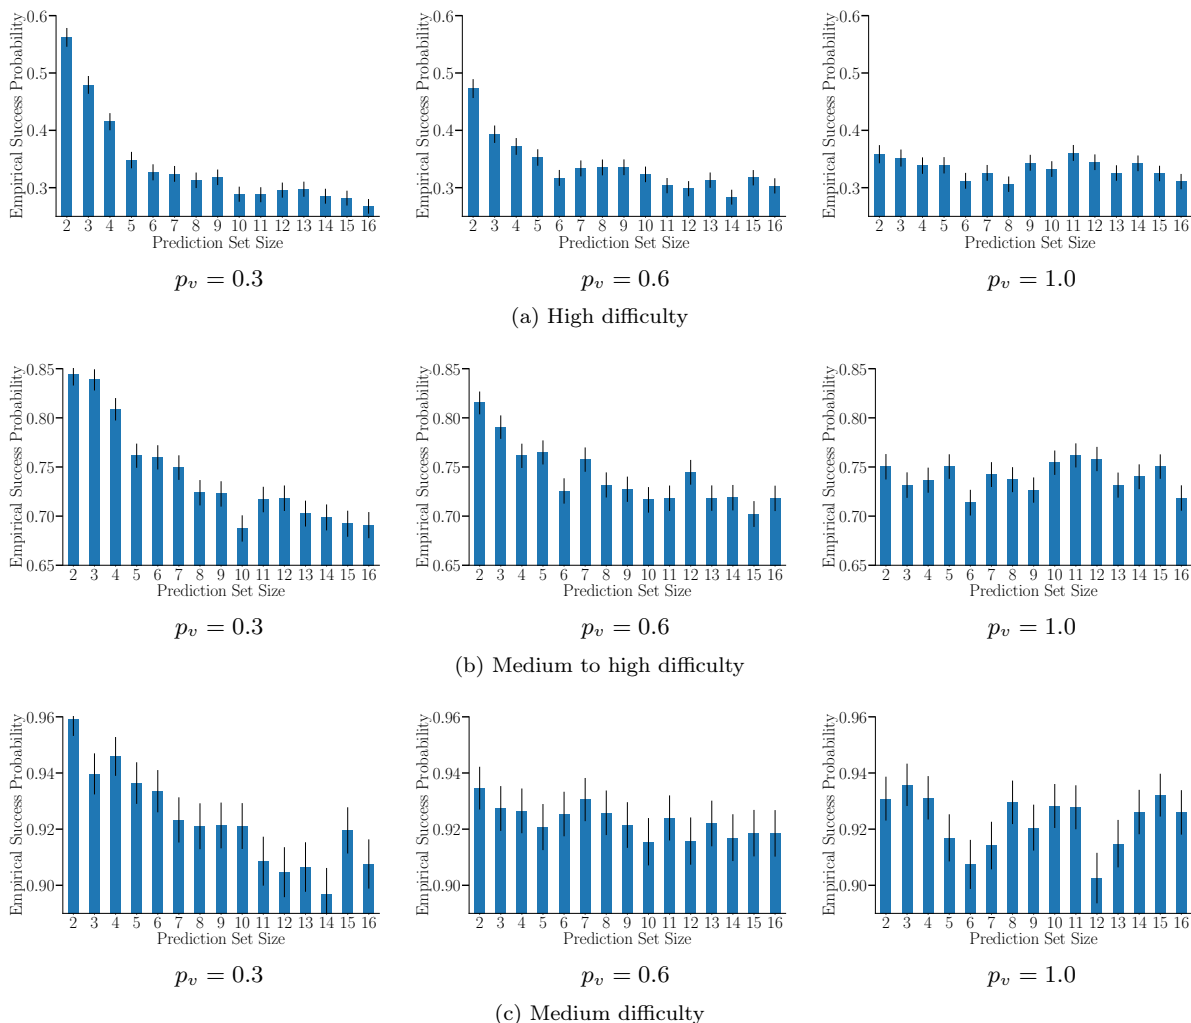 Empirical Success Probability
0.6
0.5
0.4
0.3
2 3 4 5 6 7 8 9 10 11 12 13 14 15 16
Prediction Set Size
p_v = 0.3
Empirical Success Probability
0.6
0.5
0.4
0.3
2 3 4 5 6 7 8 9 10 11 12 13 14 15 16
Prediction Set Size
p_v = 0.6
Empirical Success Probability
0.6
0.5
0.4
0.3
2 3 4 5 6 7 8 9 10 11 12 13 14 15 16
Prediction Set Size
p_v = 1.0
(a) High difficulty
Empirical Success Probability
0.85
0.80
0.75
0.70
0.65
2 3 4 5 6 7 8 9 10 11 12 13 14 15 16
Prediction Set Size
p_v = 0.3
Empirical Success Probability
0.85
0.80
0.75
0.70
0.65
2 3 4 5 6 7 8 9 10 11 12 13 14 15 16
Prediction Set Size
p_v = 0.6
Empirical Success Probability
0.85
0.80
0.75
0.70
0.65
2 3 4 5 6 7 8 9 10 11 12 13 14 15 16
Prediction Set Size
p_v = 1.0
(b) Medium to high difficulty
Empirical Success Probability
0.96
0.94
0.92
0.90
2 3 4 5 6 7 8 9 10 11 12 13 14 15 16
Prediction Set Size
p_v = 0.3
Empirical Success Probability
0.96
0.94
0.92
0.90
2 3 4 5 6 7 8 9 10 11 12 13 14 15 16
Prediction Set Size
p_v = 0.6
Empirical Success Probability
0.96
0.94
0.92
0.90
2 3 4 5 6 7 8 9 10 11 12 13 14 15 16
Prediction Set Size
p_v = 1.0
(c) Medium difficulty